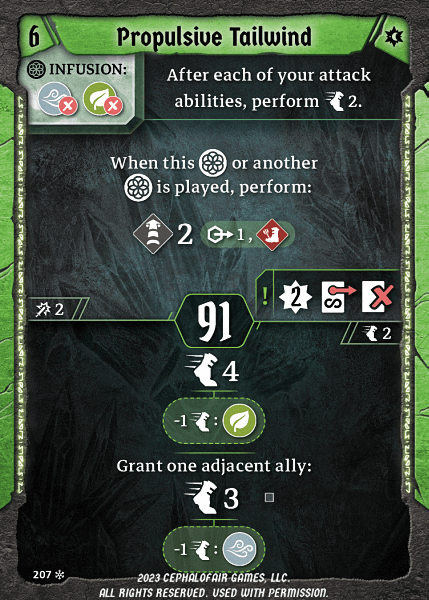 6 Propulsive Tailwind
INFUSION:
After each of your attack
abilities, perform 2.
When this or another
is played, perform:
2 1,
! 2
2
91
2
4
-1 :
Grant one adjacent ally:
3
-1 :
207
2023 CEPHALOFAIR GAMES, LLC.
ALL RIGHTS RESERVED. USED WITH PERMISSION.